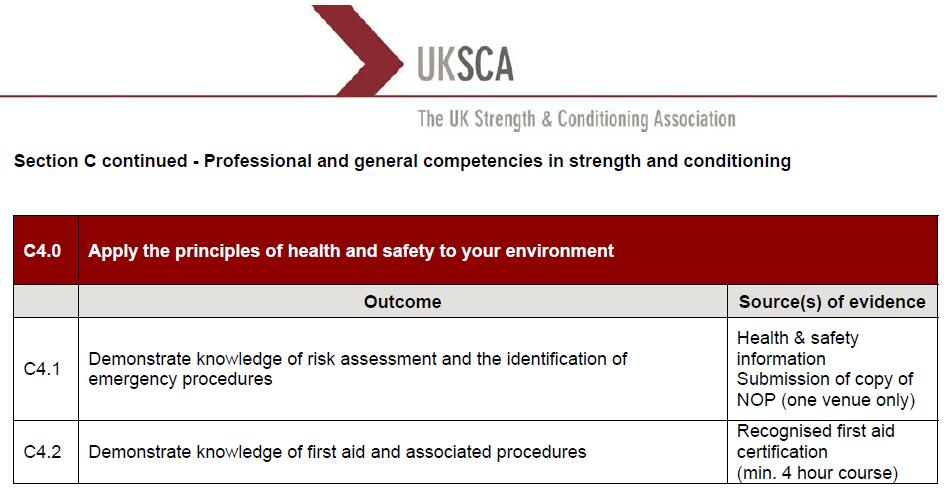 UKSCA
The UK Strength & Conditioning Association
Section C continued - Professional and general competencies in strength and conditioning
C4.0 Apply the principles of health and safety to your environment
Outcome Source(s) of evidence
C4.1
Demonstrate knowledge of risk assessment and the identification of
emergency procedures
Health & safety
information
Submission of copy of
NOP (one venue only)
C4.2
Demonstrate knowledge of first aid and associated procedures
Recognised first aid
certification
(min. 4 hour course)